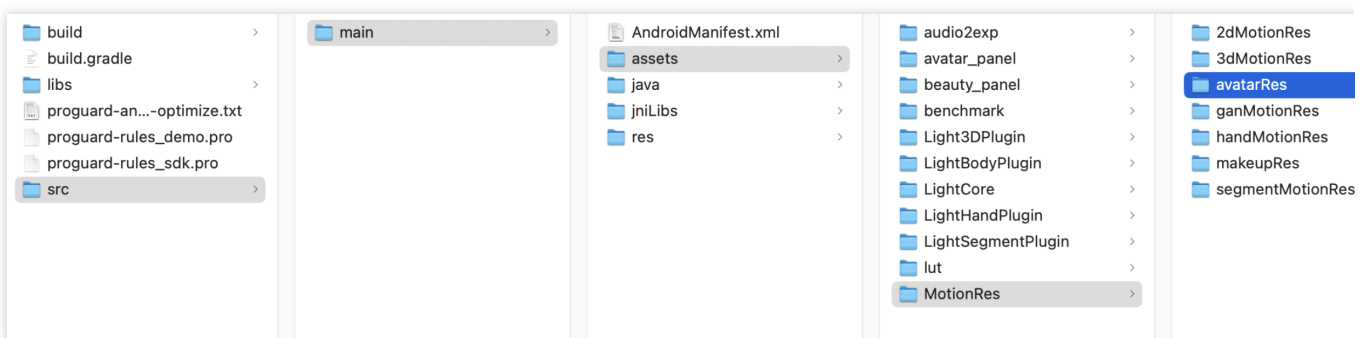 build
build.gradle
libs
proguard-an...-optimize.txt
proguard-rules_demo.pro
proguard-rules_sdk.pro
src
main
AndroidManifest.xml
assets
java
jniLibs
res
audio2exp
avatar_panel
beauty_panel
benchmark
Light3DPlugin
LightBodyPlugin
LightCore
LightHandPlugin
LightSegmentPlugin
lut
MotionRes
2dMotionRes
3dMotionRes
avatarRes
ganMotionRes
handMotionRes
makeupRes
segmentMotionRes